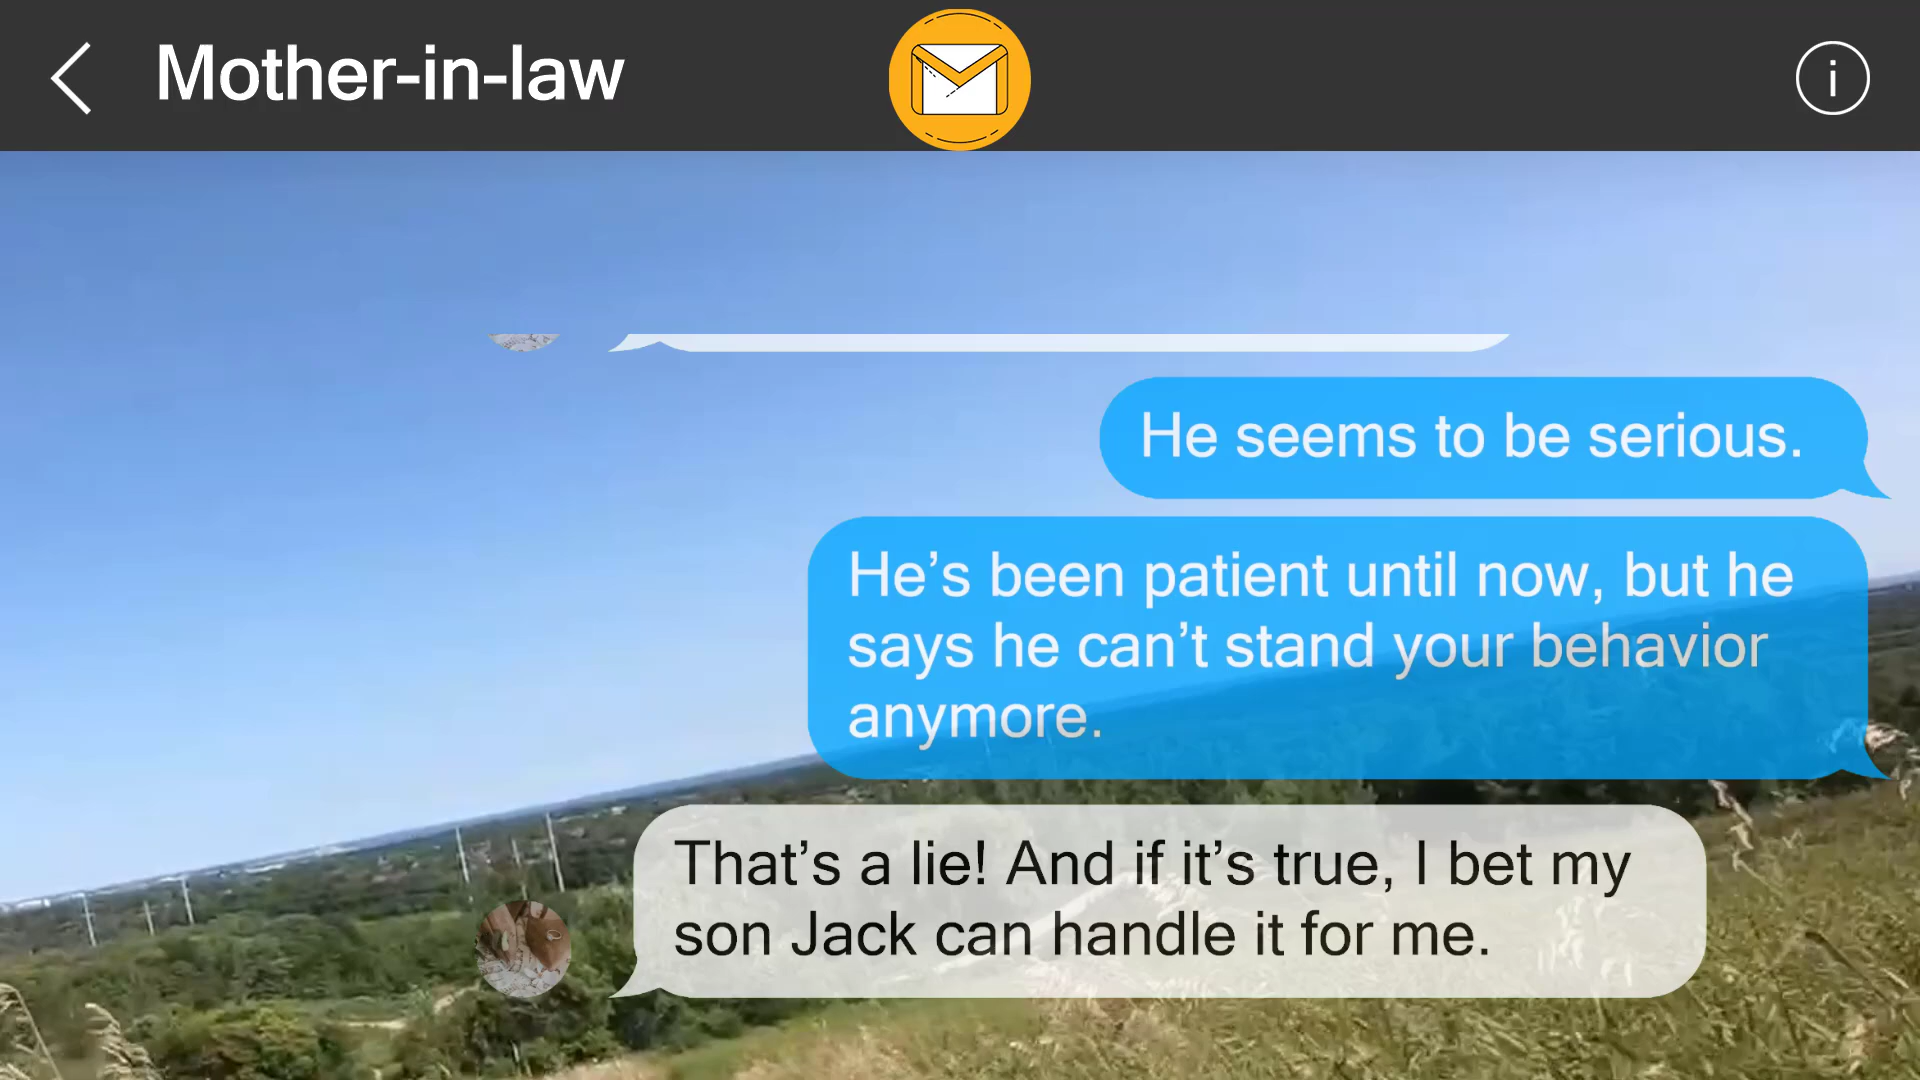 Mother-in-law
He seems to be serious.
He’s been patient until now, but he
says he can’t stand your behavior
anymore.
That’s a lie! And if it’s true, I bet my
son Jack can handle it for me.